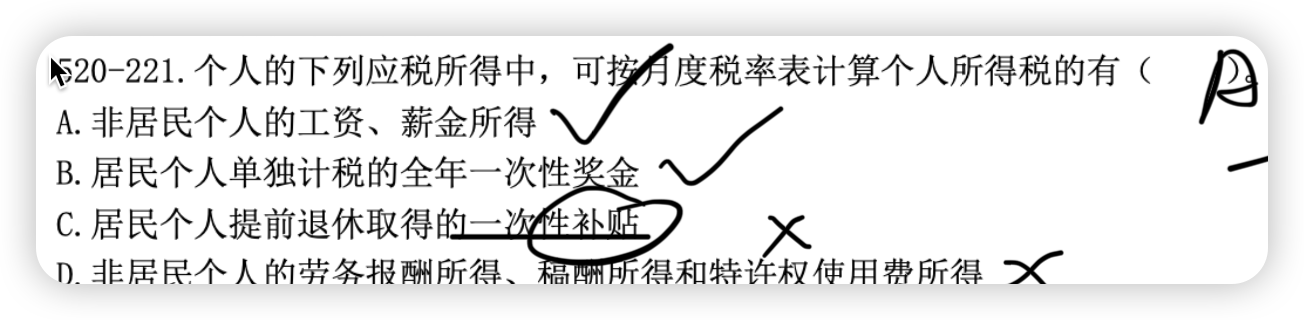 520-221.个人的下列应税所得中，可按月度税率表计算个人所得税的有（ ）。
A.非居民个人的工资、薪金所得
B.居民个人单独计税的全年一次性奖金
C.居民个人提前退休取得的一次性补贴
D.非居民个人的劳务报酬所得、稿酬所得和特许权使用费所得